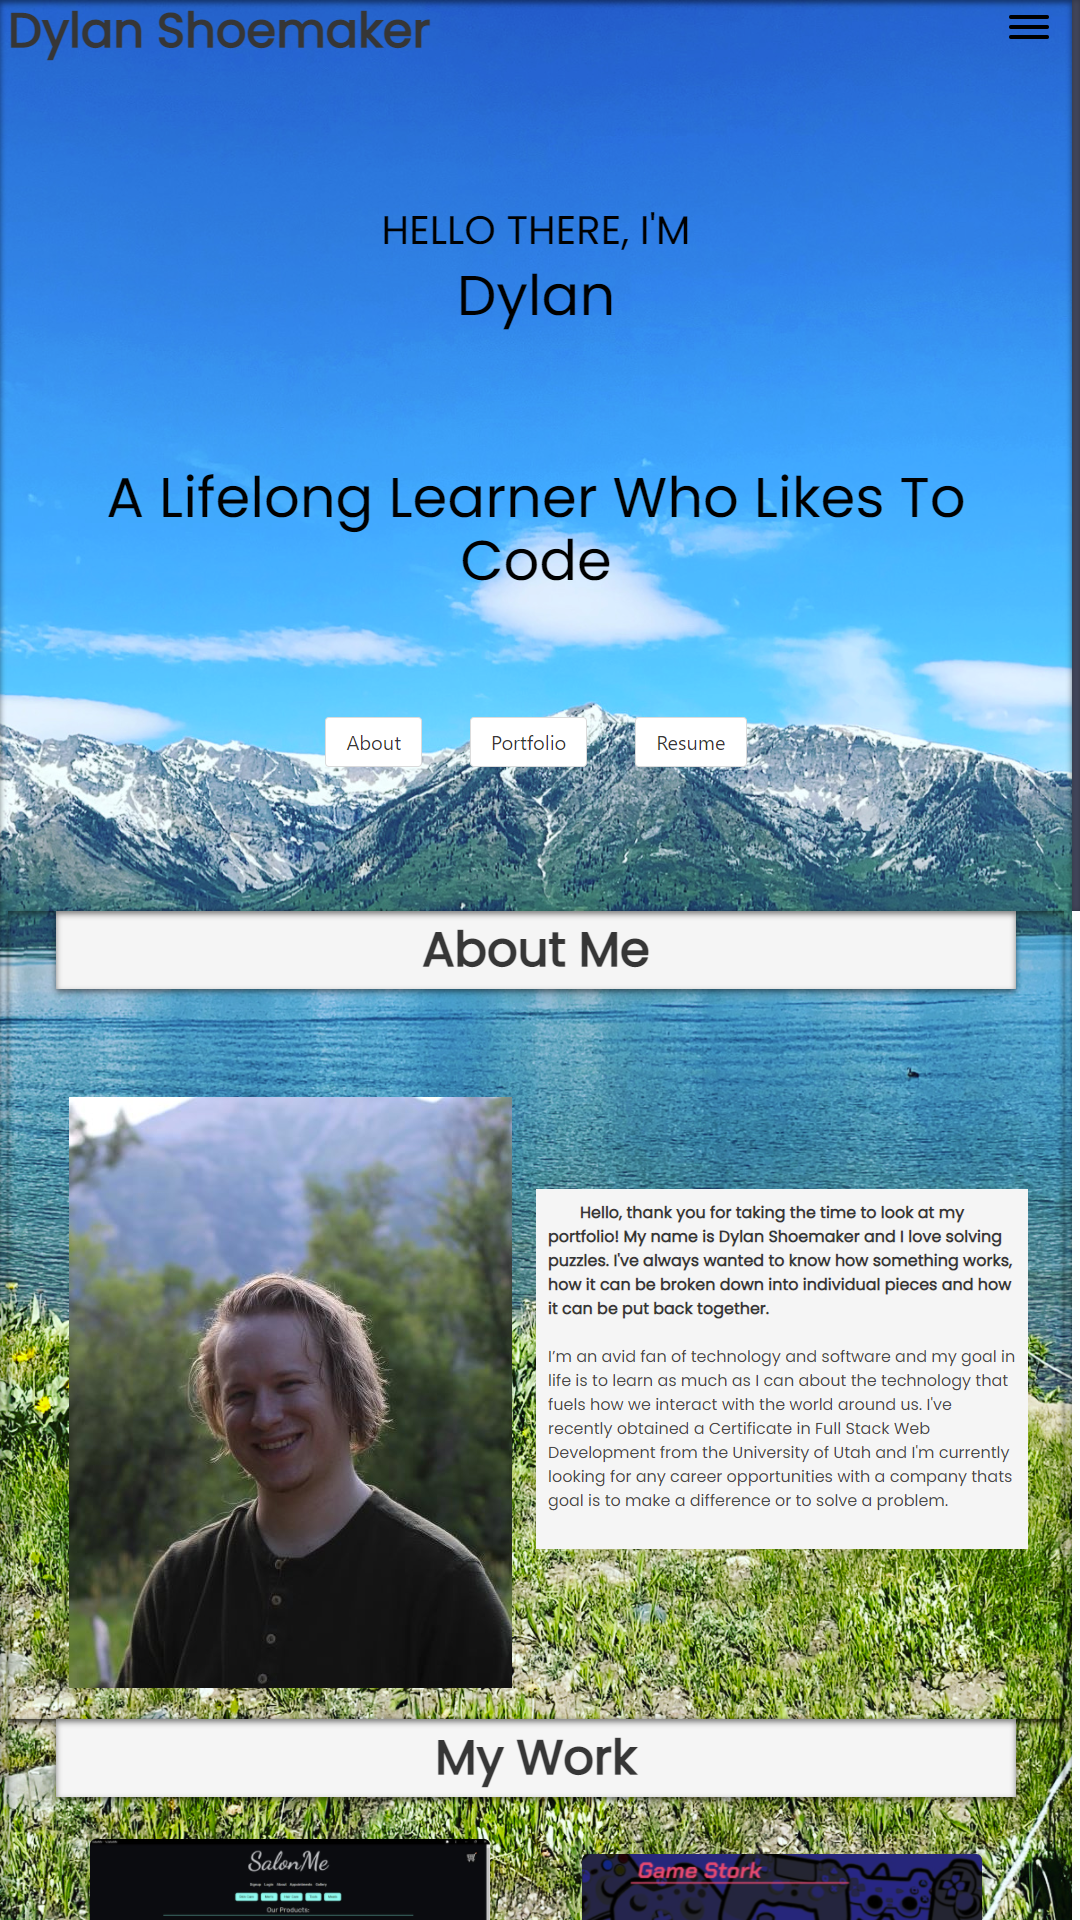 Dylan Shoemaker
HELLO THERE, I'M
Dylan
A Lifelong Learner Who Likes To
Code
About
Portfolio
Resume
About Me
Hello, thank you for taking the time to look at my
portfolio! My name is Dylan Shoemaker and I love solving
puzzles. I've always wanted to know how something works,
how it can be broken down into individual pieces and how
it can be put back together.
I’m an avid fan of technology and software and my goal in
life is to learn as much as I can about the technology that
fuels how we interact with the world around us. I've
recently obtained a Certificate in Full Stack Web
Development from the University of Utah and I'm currently
looking for any career opportunities with a company thats
goal is to make a difference or to solve a problem.
My Work
SalonMe
Signup Login About Appointments Gallery
Our Products:
Game Stork